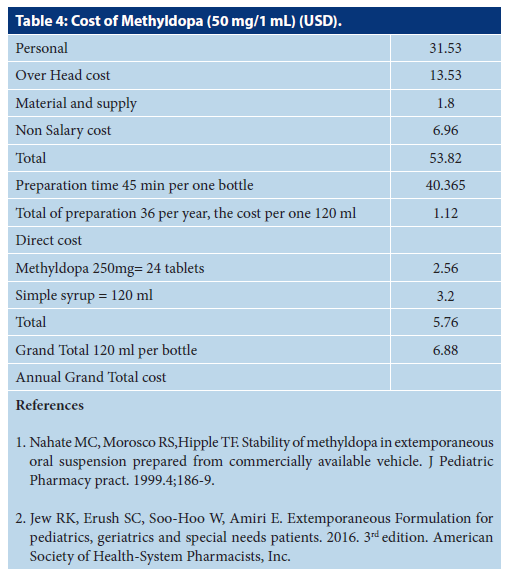 Table 4: Cost of Methyldopa (50 mg/1 mL) (USD).
Personal 31.53
Over Head cost 13.53
Material and supply 1.8
Non Salary cost 6.96
Total 53.82
Preparation time 45 min per one bottle 40.365
Total of preparation 36 per year, the cost per one 120 ml 1.12
Direct cost
Methyldopa 250mg= 24 tablets 2.56
Simple syrup = 120 ml 3.2
Total 5.76
Grand Total 120 ml per bottle 6.88
Annual Grand Total cost
References
1. Nahate MC, Morosco RS,Hipple TF. Stability of methyldopa in extemporaneous
oral suspension prepared from commercially available vehicle. J Pediatric
Pharmacy pract. 1999.4;186-9.
2. Jew RK, Erush SC, Soo-Hoo W, Amiri E. Extemporaneous Formulation for
pediatrics, geriatrics and special needs patients. 2016. 3rd edition. American
Society of Health-System Pharmacists, Inc.